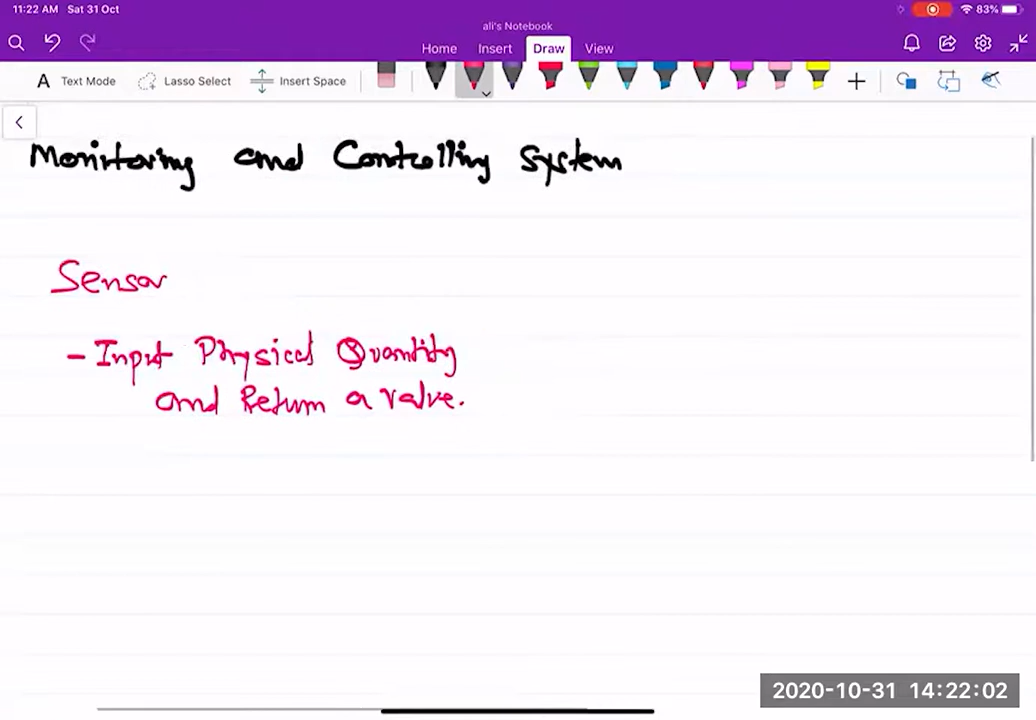 11:22 AM Sat 31 Oct
83%
ali's Notebook
Home Insert Draw View
A Text Mode Lasso Select Insert Space
Monitoring and Controlling System
Sensor
- Input Physical Quantity
and Return a value.
2020-10-31 14:22:02